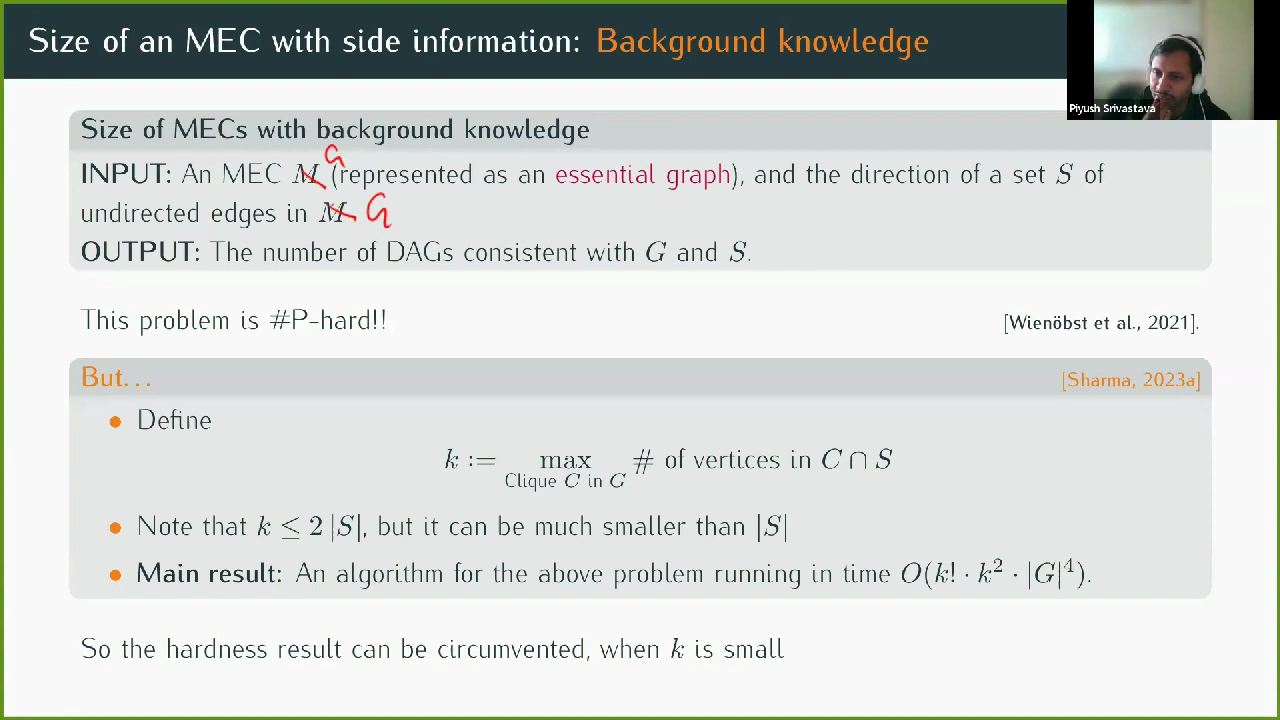 Size of an MEC with side information: Background knowledge
Piyush Srivastava
Size of MECs with background knowledge
G
INPUT: An MEC M (represented as an essential graph), and the direction of a set S of
undirected edges in M G
OUTPUT: The number of DAGs consistent with G and S.
This problem is #P-hard!!
[Wienöbst et al., 2021].
But...
[Sharma, 2023a]
• Define
k := max # of vertices in C ∩ S
Clique C in G
• Note that k ≤ 2 |S|, but it can be much smaller than |S|
• Main result: An algorithm for the above problem running in time O(k! · k² · |G|⁴).
So the hardness result can be circumvented, when k is small